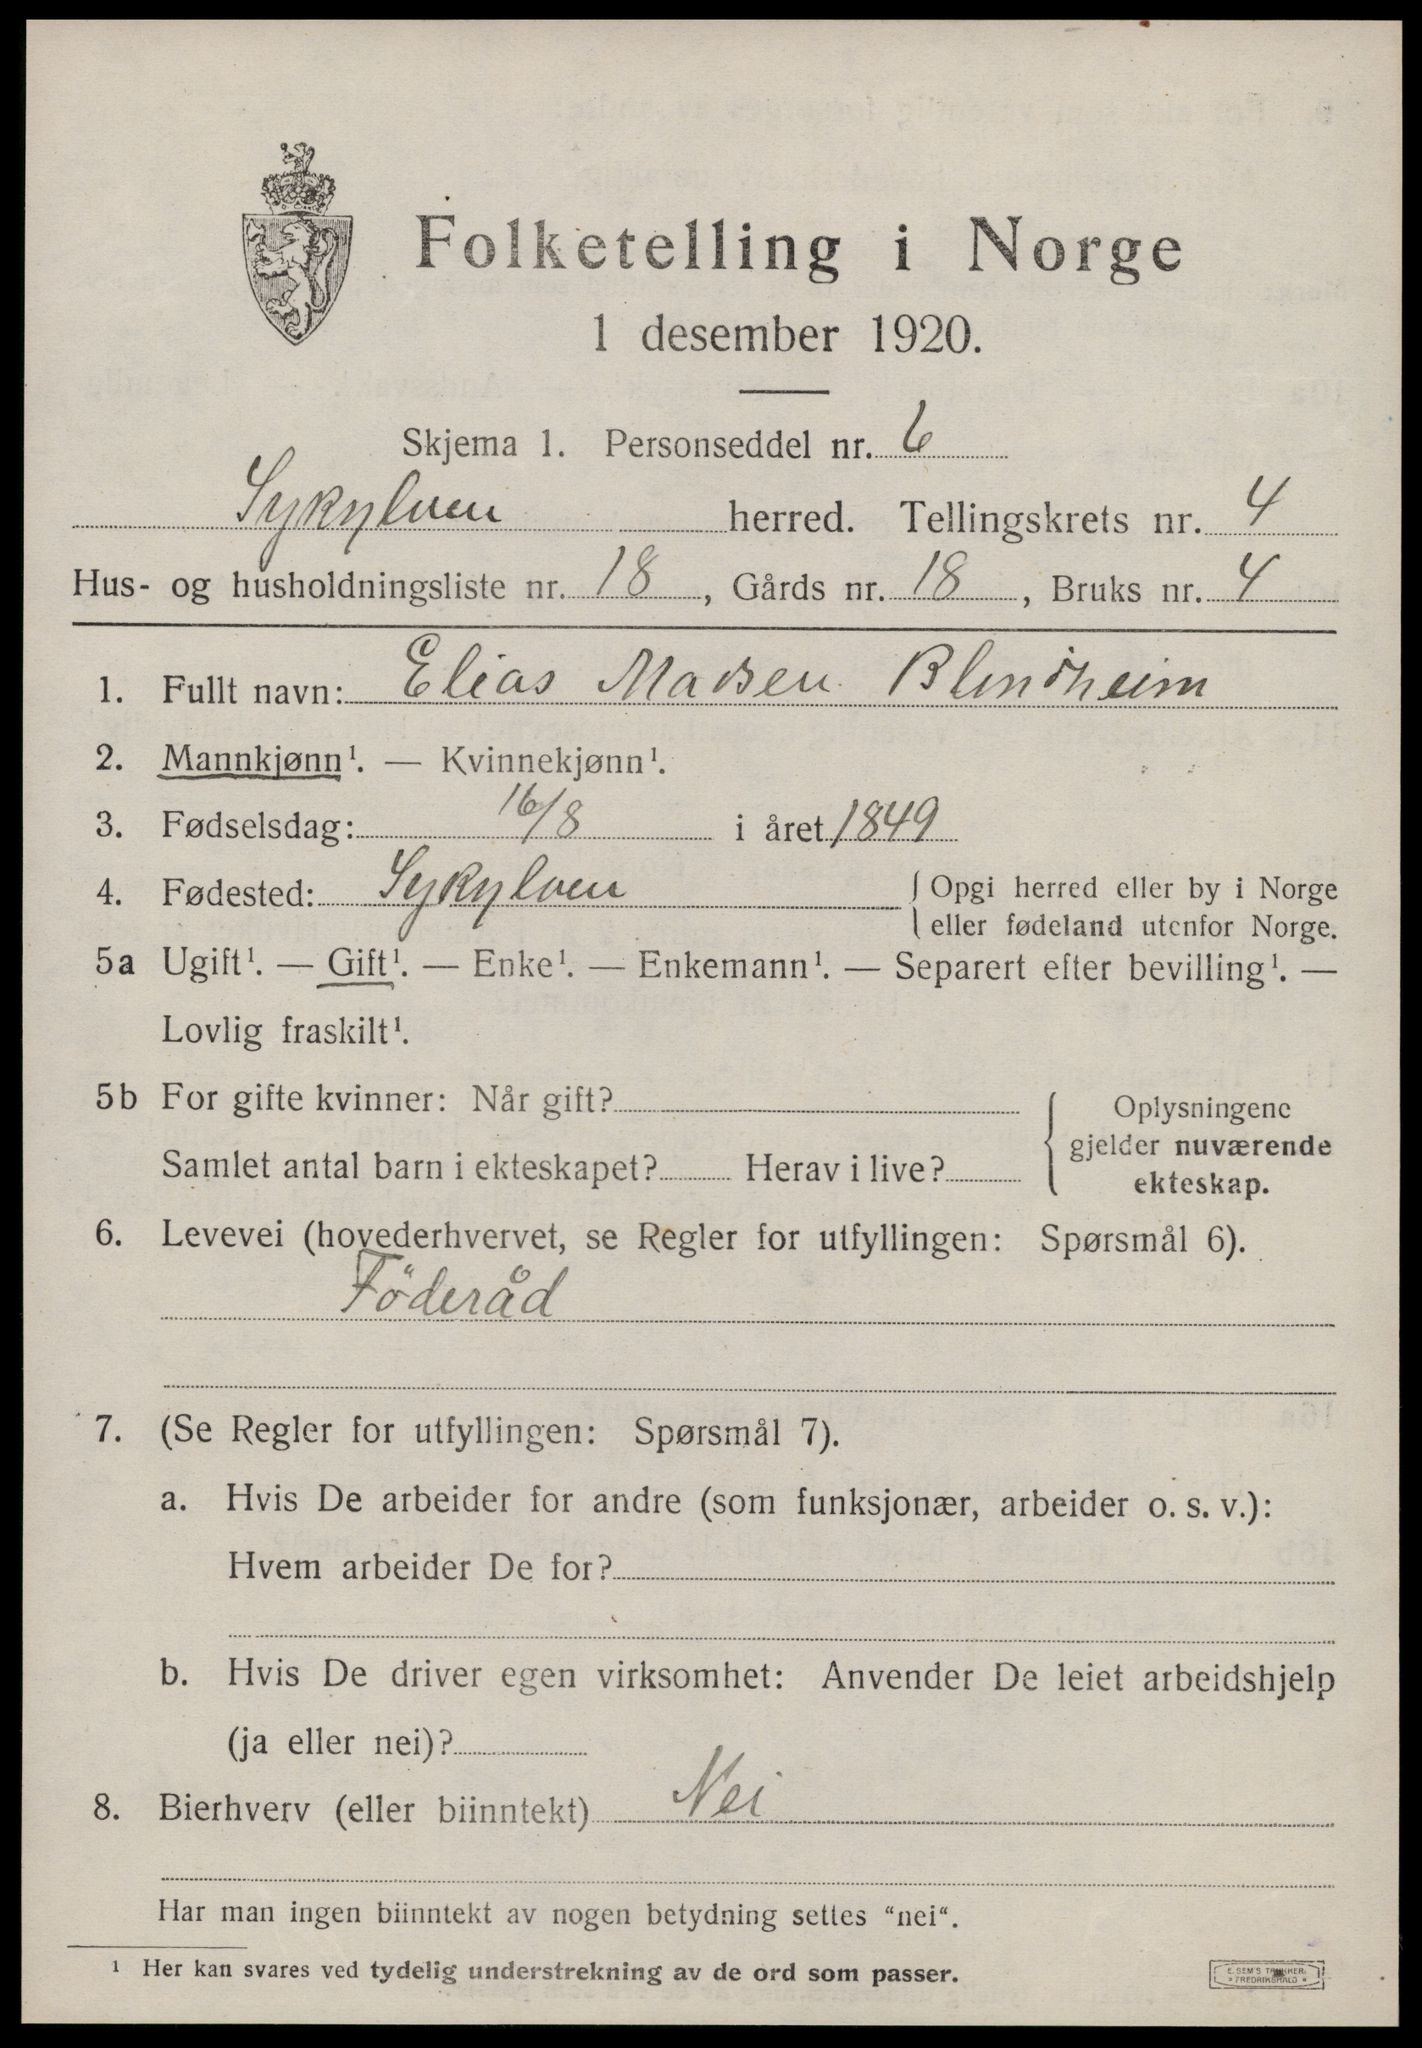 Folketelling i Norge
1 desember 1920.
Skjema 1. Personseddel nr. 6
Sykylven herred. Tellingskrets nr. 4
Hus- og husholdningsliste nr. 18, Gårds nr. 18, Bruks nr. 4
1. Fullt navn: Elias Madsen Blindheim
2. Mannkjønn¹. — Kvinnekjønn¹.
3. Fødselsdag: 16/8 i året 1849
4. Fødested: Sykylven { Opgi herred eller by i Norge
eller fødeland utenfor Norge.
5a Ugift¹. — Gift¹. — Enke¹. — Enkemann¹. — Separert efter bevilling¹. —
Lovlig fraskilt¹.
5b For gifte kvinner: Når gift? { Oplysningene
gjelder nuværende
Samlet antal barn i ekteskapet? Herav i live?
ekteskap.
6. Levevei (hovederhvervet, se Regler for utfyllingen: Spørsmål 6).
Föderåd
7. (Se Regler for utfyllingen: Spørsmål 7).
a. Hvis De arbeider for andre (som funksjonær, arbeider o. s. v.):
Hvem arbeider De for?
b. Hvis De driver egen virksomhet: Anvender De leiet arbeidshjelp
(ja eller nei)?
8. Bierhverv (eller biinntekt) Nei
Har man ingen biinntekt av nogen betydning settes “nei“.
¹ Her kan svares ved tydelig understrekning av de ord som passer.
E. SEM'S TRYKKERI
* FREDRIKSHALD *